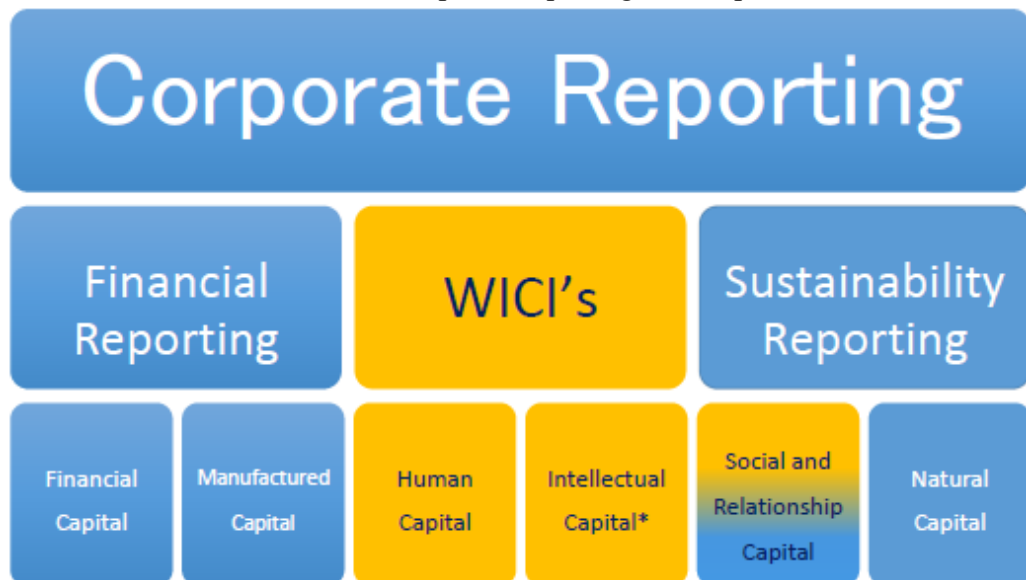 Corporate Reporting
Financial
Reporting
WICI's
Sustainability
Reporting
Financial
Capital
Manufactured
Capital
Human
Capital
Intellectual
Capital*
Social and
Relationship
Capital
Natural
Capital